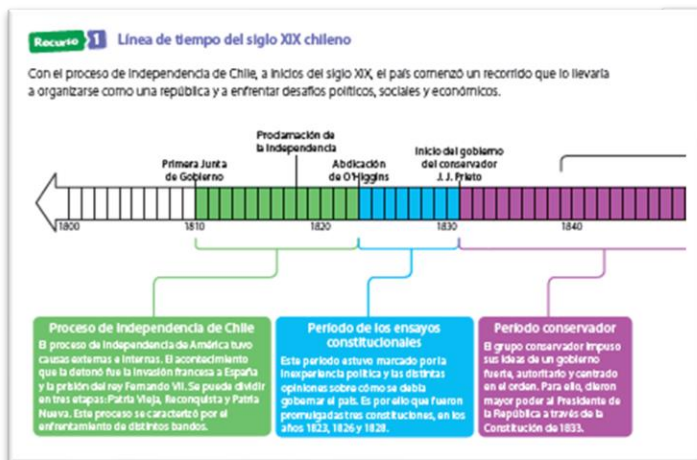 Recurso 1 Línea de tiempo del siglo XIX chileno
Con el proceso de Independencia de Chile, a inicios del siglo XIX, el país comenzó un recorrido que lo llevaría
a organizarse como una república y a enfrentar desafíos políticos, sociales y económicos.
Proclamación de
la Independencia
Primera Junta
de Gobierno
Abdicación
de O'Higgins
Inicio del gobierno
del conservador
J. J. Prieto
1800
1810
1820
1830
1840
Proceso de Independencia de Chile
El proceso de Independencia de América tuvo
causas externas e internas. El acontecimiento
que la detonó fue la invasión francesa a España
y la prisión del rey Fernando VII. Se puede dividir
en tres etapas: Patria Vieja, Reconquista y Patria
Nueva. Este proceso se caracterizó por el
enfrentamiento de distintos bandos.
Período de los ensayos
constitucionales
Este período estuvo marcado por la
inexperiencia política y las distintas
opiniones sobre cómo se debía
gobernar el país. Es por ello que fueron
promulgadas tres constituciones, en los
años 1823, 1826 y 1828.
Período conservador
El grupo conservador impuso
sus ideas de un gobierno
fuerte, autoritario y centrado
en el orden. Para ello, dieron
mayor poder al Presidente de
la República a través de la
Constitución de 1833.